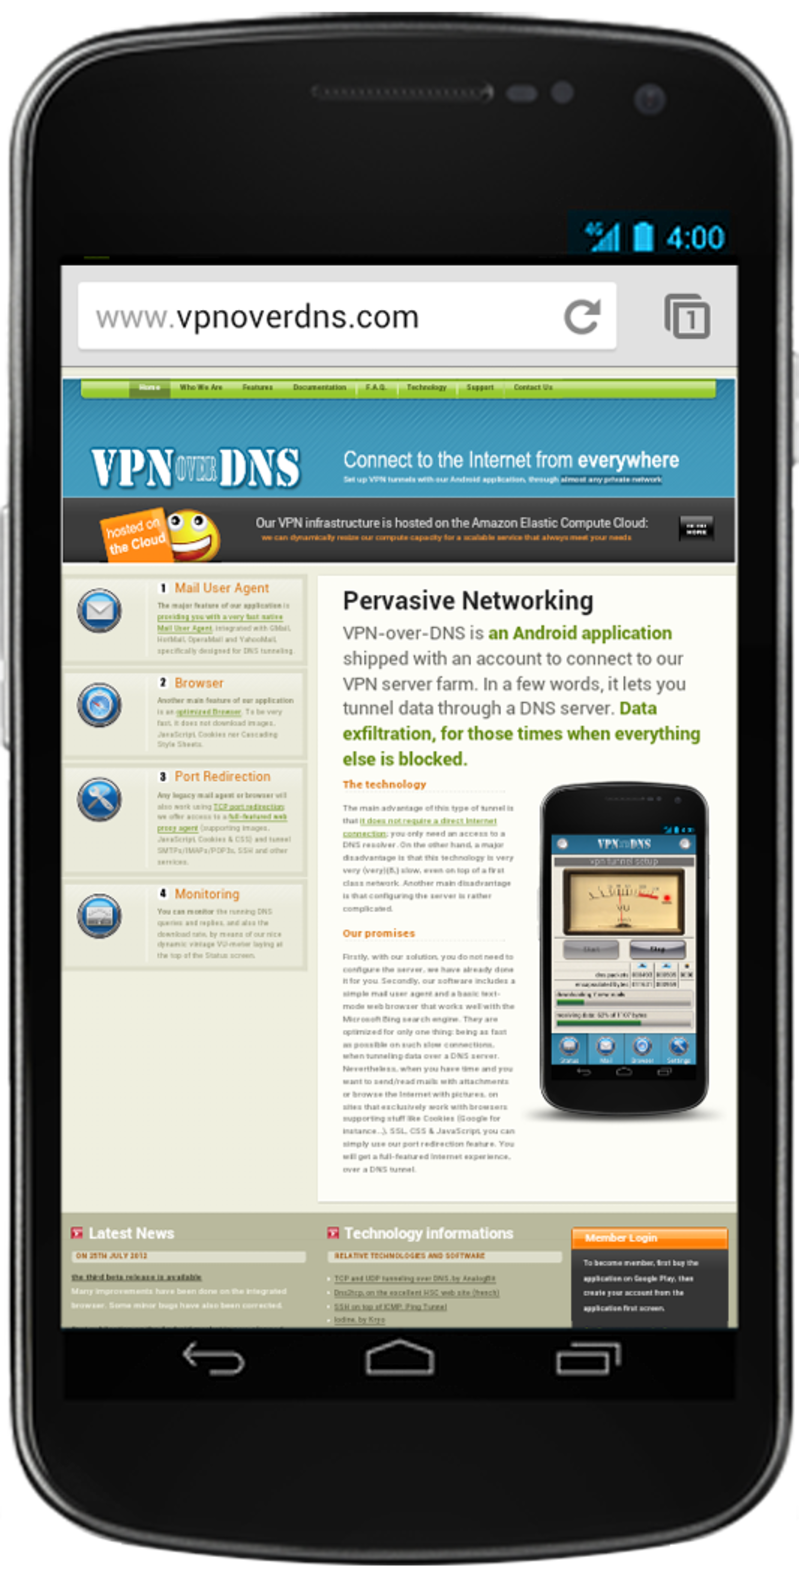 4G 4:00
www.vpnoverdns.com
1
Home Who We Are Features Documentation F.A.Q. Technology Support Contact Us
VPN OVER DNS
Connect to the Internet from everywhere
Set up VPN tunnels with our Android application, through almost any private network
hosted on
the Cloud
Our VPN infrastructure is hosted on the Amazon Elastic Compute Cloud:
we can dynamically resize our compute capacity for a scalable service that always meet your needs
1 Mail User Agent
The major feature of our application is
providing you with a very fast native
Mail User Agent, integrated with GMail,
HotMail, OperaMail and YahooMail,
specifically designed for DNS tunneling.
2 Browser
Another main feature of our application
is an optimized Browser. To be very
fast, it does not download images,
JavaScript, Cookies nor Cascading
Style Sheets.
3 Port Redirection
Any legacy mail agent or browser will
also work using TCP port redirection:
we offer access to a full-featured web
proxy agent (supporting images,
JavaScript, Cookies & CSS) and tunnel
SMTPs/IMAPs/POP3s, SSH and other
services.
4 Monitoring
You can monitor the running DNS
queries and replies, and also the
download rate, by means of our nice
dynamic vintage VU-meter laying at
the top of the Status screen.
Pervasive Networking
VPN-over-DNS is an Android application
shipped with an account to connect to our
VPN server farm. In a few words, it lets you
tunnel data through a DNS server. Data
exfiltration, for those times when everything
else is blocked.
The technology
The main advantage of this type of tunnel is
that it does not require a direct Internet
connection: you only need an access to a
DNS resolver. On the other hand, a major
disadvantage is that this technology is very
very (very)(8,) slow, even on top of a first
class network. Another main disadvantage
is that configuring the server is rather
complicated.
Our promises
Firstly, with our solution, you do not need to
configure the server, we have already done
it for you. Secondly, our software includes a
simple mail user agent and a basic text-
mode web browser that works well with the
Microsoft Bing search engine. They are
optimized for only one thing: being as fast
as possible on such slow connections,
when tunneling data over a DNS server.
Nevertheless, when you have time and you
want to send/read mails with attachments
or browse the Internet with pictures, on
sites that exclusively work with browsers
supporting stuff like Cookies (Google for
instance...), SSL, CSS & JavaScript, you can
simply use our port redirection feature. You
will get a full-featured Internet experience,
over a DNS tunnel.
VPN OVER DNS
vpn tunnel setup
VU
Start Stop
dns packets
encapsulated bytes
downloading 1 new mails
receiving data: 62% of 1107 bytes
Status Mail Browser Settings
Latest News
ON 25TH JULY 2012
the third beta release is available
Many improvements have been done on the integrated
browser. Some minor bugs have also been corrected.
Technology informations
RELATIVE TECHNOLOGIES AND SOFTWARE
TCP and UDP tunneling over DNS, by AnalogBit
Dns2tcp, on the excellent HSC web site (french)
SSH on top of ICMP: Ping Tunnel
Iodine, by Kryo
Member Login
To become member, first buy the
application on Google Play, then
create your account from the
application first screen.